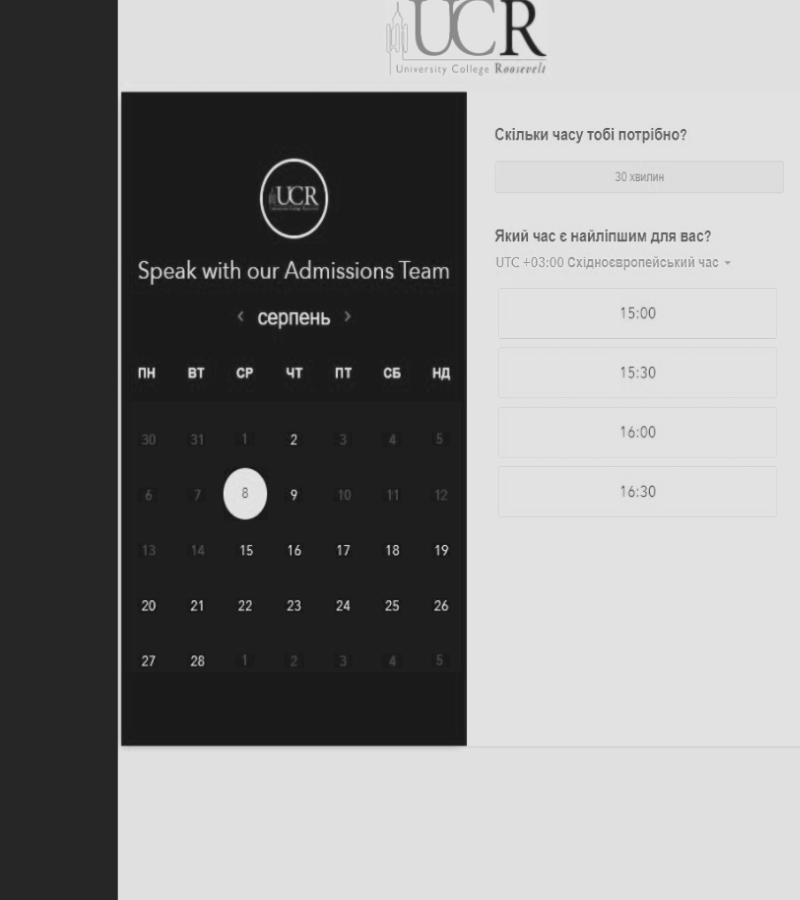 UCR
University College Roosevelt
UCR
Speak with our Admissions Team
‹ серпень ›
ПН ВТ СР ЧТ ПТ СБ НД
30 31 1 2 3 4 5
6 7 8 9 10 11 12
13 14 15 16 17 18 19
20 21 22 23 24 25 26
27 28 1 2 3 4 5
Скільки часу тобі потрібно?
30 хвилин
Який час є найліпшим для вас?
UTC +03:00 Східноєвропейський час
15:00
15:30
16:00
16:30